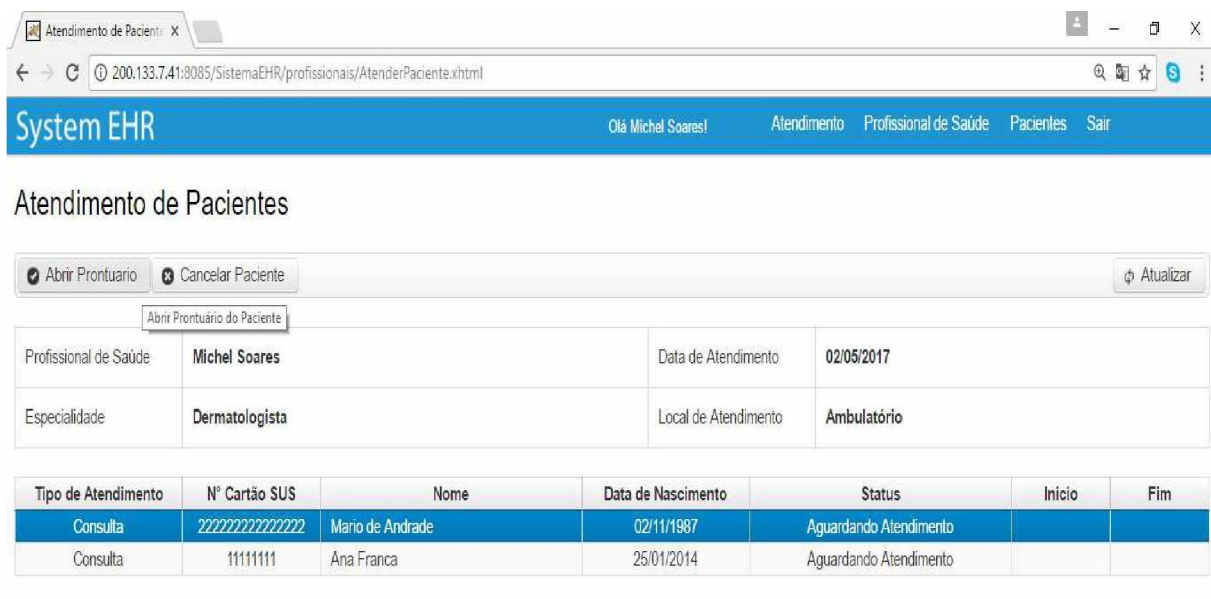 Atendimento de Pacient X
200.133.7.41:8085/SistemaEHR/profissionais/AtenderPaciente.xhtml
System EHR Olá Michel Soares! Atendimento Profissional de Saúde Pacientes Sair
Atendimento de Pacientes
Abrir Prontuario Cancelar Paciente Atualizar
Abrir Prontuário do Paciente
Profissional de Saúde Michel Soares Data de Atendimento 02/05/2017
Especialidade Dermatologista Local de Atendimento Ambulatório
Tipo de Atendimento N° Cartão SUS Nome Data de Nascimento Status Inicio Fim
Consulta 222222222222222 Mario de Andrade 02/11/1987 Aguardando Atendimento
Consulta 11111111 Ana Franca 25/01/2014 Aguardando Atendimento